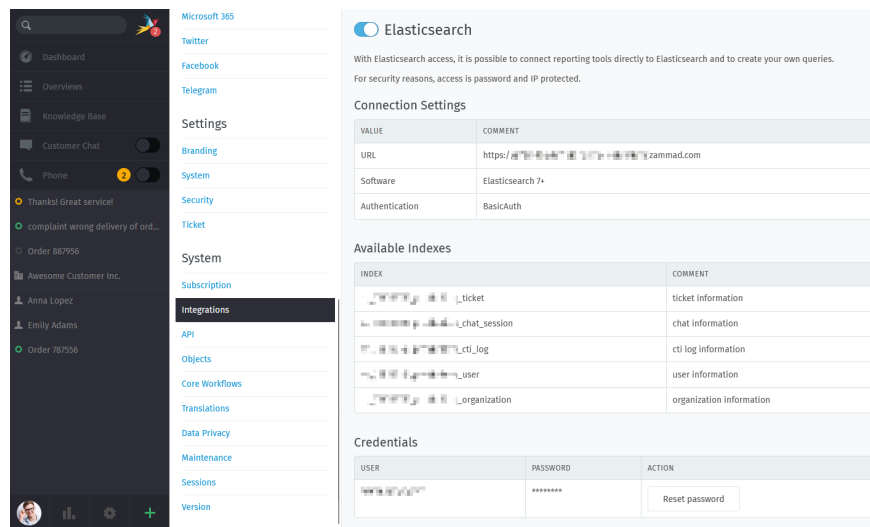 2
Dashboard
Overviews
Knowledge Base
Customer Chat
Phone 2
Thanks! Great service!
complaint wrong delivery of ord...
Order 887956
Awesome Customer Inc.
Anna Lopez
Emily Adams
Order 787556
Microsoft 365
Twitter
Facebook
Telegram
Settings
Branding
System
Security
Ticket
System
Subscription
Integrations
API
Objects
Core Workflows
Translations
Data Privacy
Maintenance
Sessions
Version
Elasticsearch
With Elasticsearch access, it is possible to connect reporting tools directly to Elasticsearch and to create your own queries.
For security reasons, access is password and IP protected.
Connection Settings
VALUE COMMENT
URL https:/ zammad.com
Software Elasticsearch 7+
Authentication BasicAuth
Available Indexes
INDEX COMMENT
_ticket ticket information
_chat_session chat information
_cti_log cti log information
_user user information
_organization organization information
Credentials
USER PASSWORD ACTION
******** Reset password